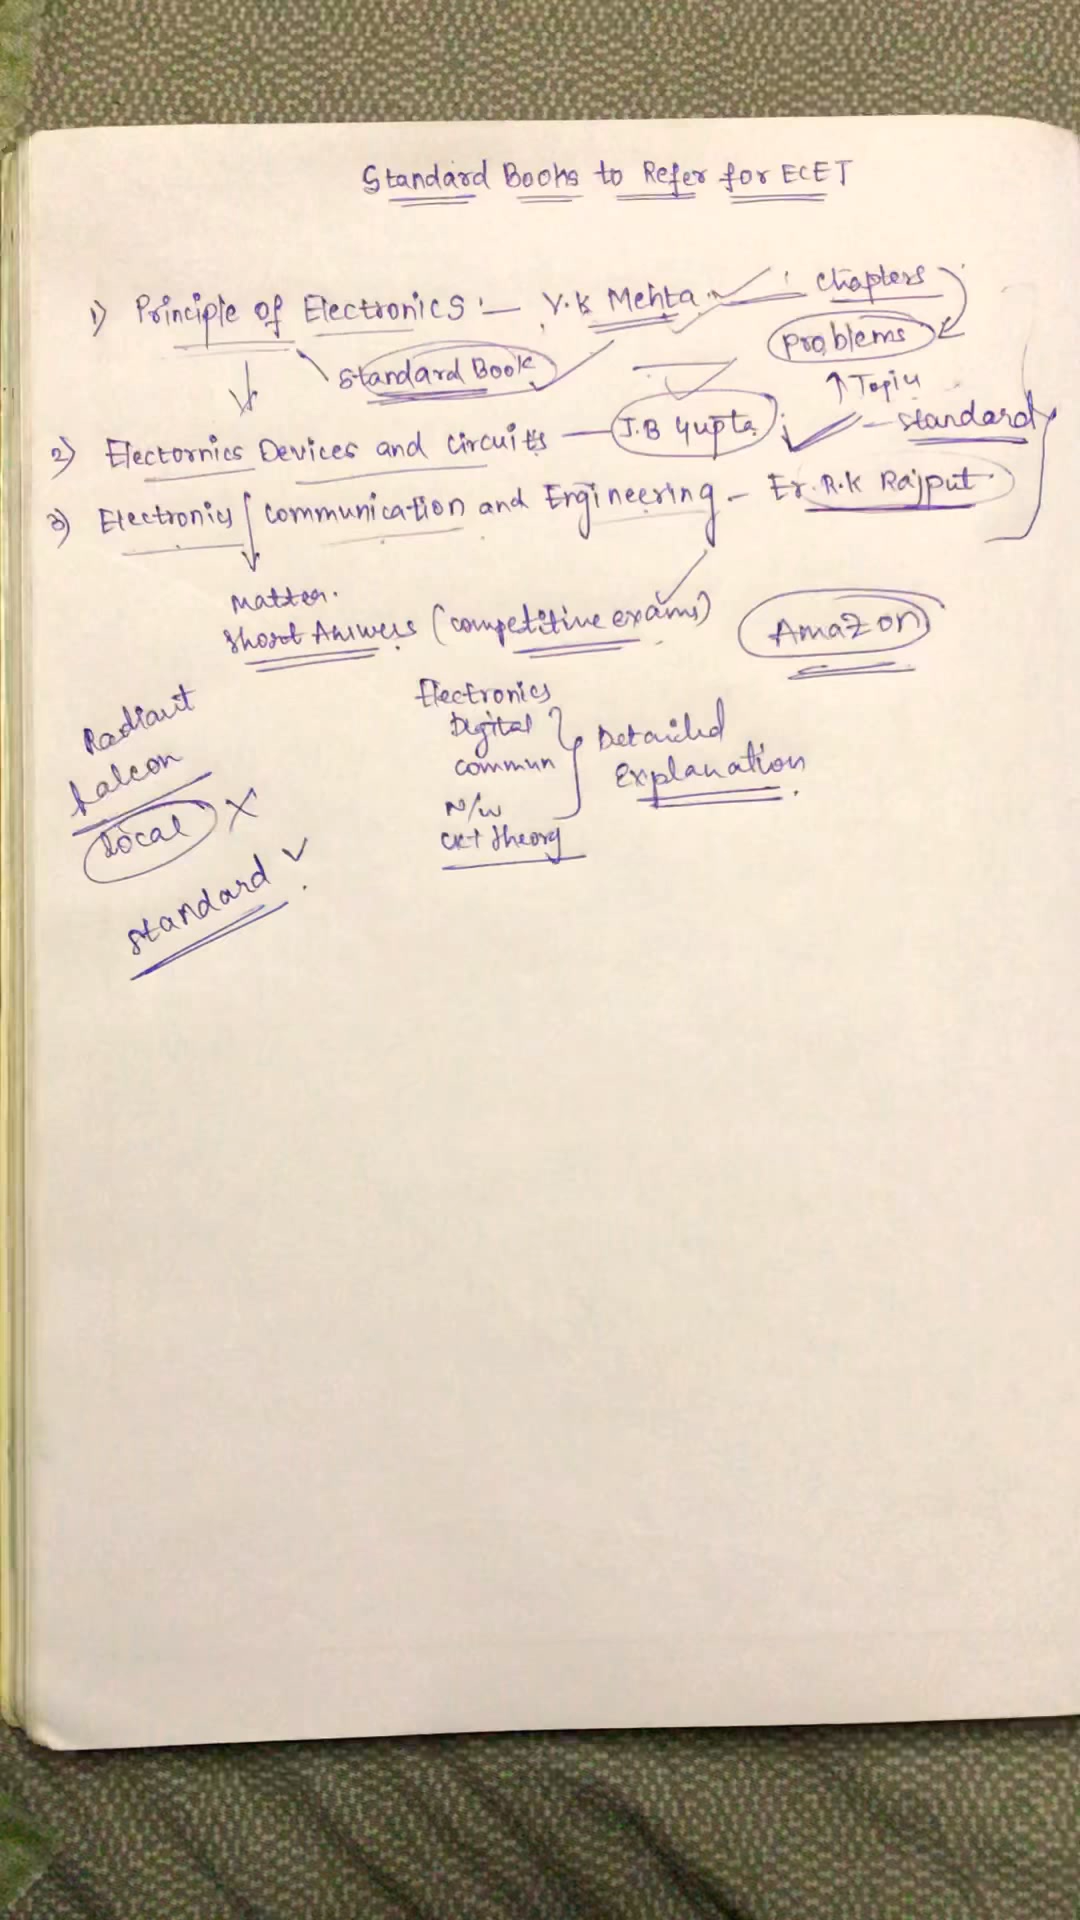 Standard Books to Refer for ECET
1) Principle of Electronics :- V.K Mehta : chapters
problems
Standard Book
↑ Topic
2) Electornics Devices and circuits — J.B Gupta : — standard
3) Electronics communication and Engineering - Er. R.K Rajput
Matter.
Short Answers (competitive exams) Amazon
Radiant
falcon
local X
standard ✓
Electronics
Digital
commun
N/W
ckt theory
Detailed
Explanation